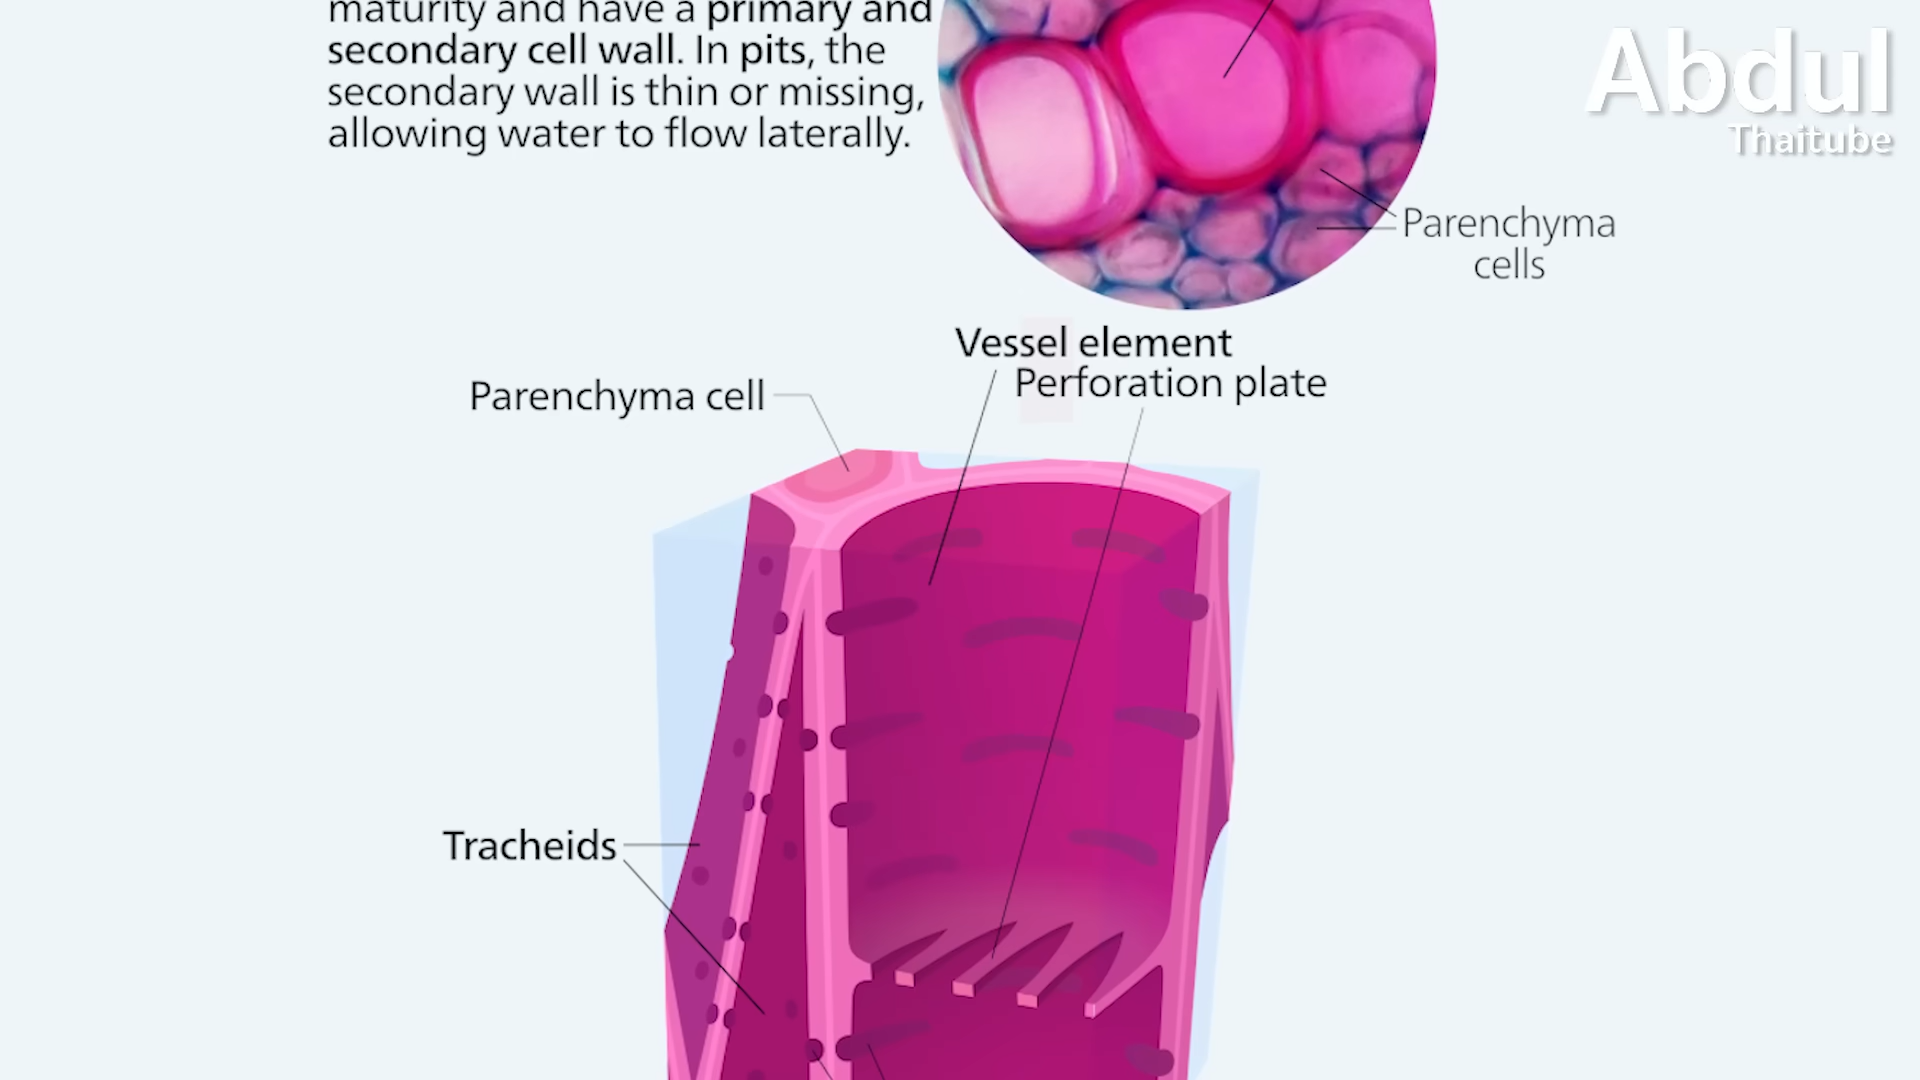 maturity and have a primary and
secondary cell wall. In pits, the
secondary wall is thin or missing,
allowing water to flow laterally.
Abdul
Thaitube
Parenchyma
cells
Vessel element
Perforation plate
Parenchyma cell
Tracheids